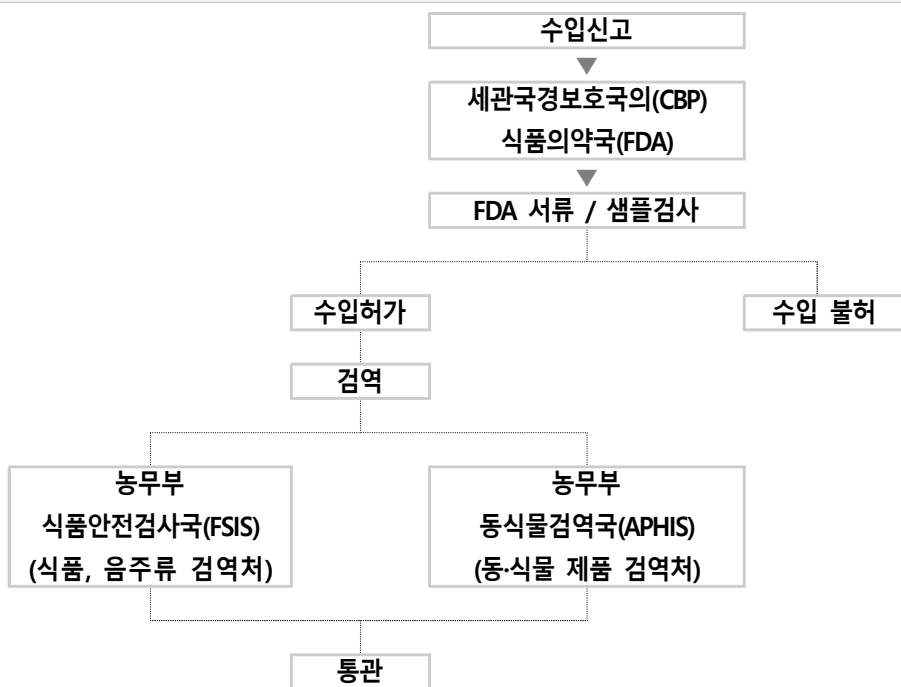 수입신고
세관국경보호국의(CBP)
식품의약국(FDA)
FDA 서류 / 샘플검사
수입허가
수입 불허
검역
농무부
식품안전검사국(FSIS)
(식품, 음주류 검역처)
농무부
동식물검역국(APHIS)
(동·식물 제품 검역처)
통관